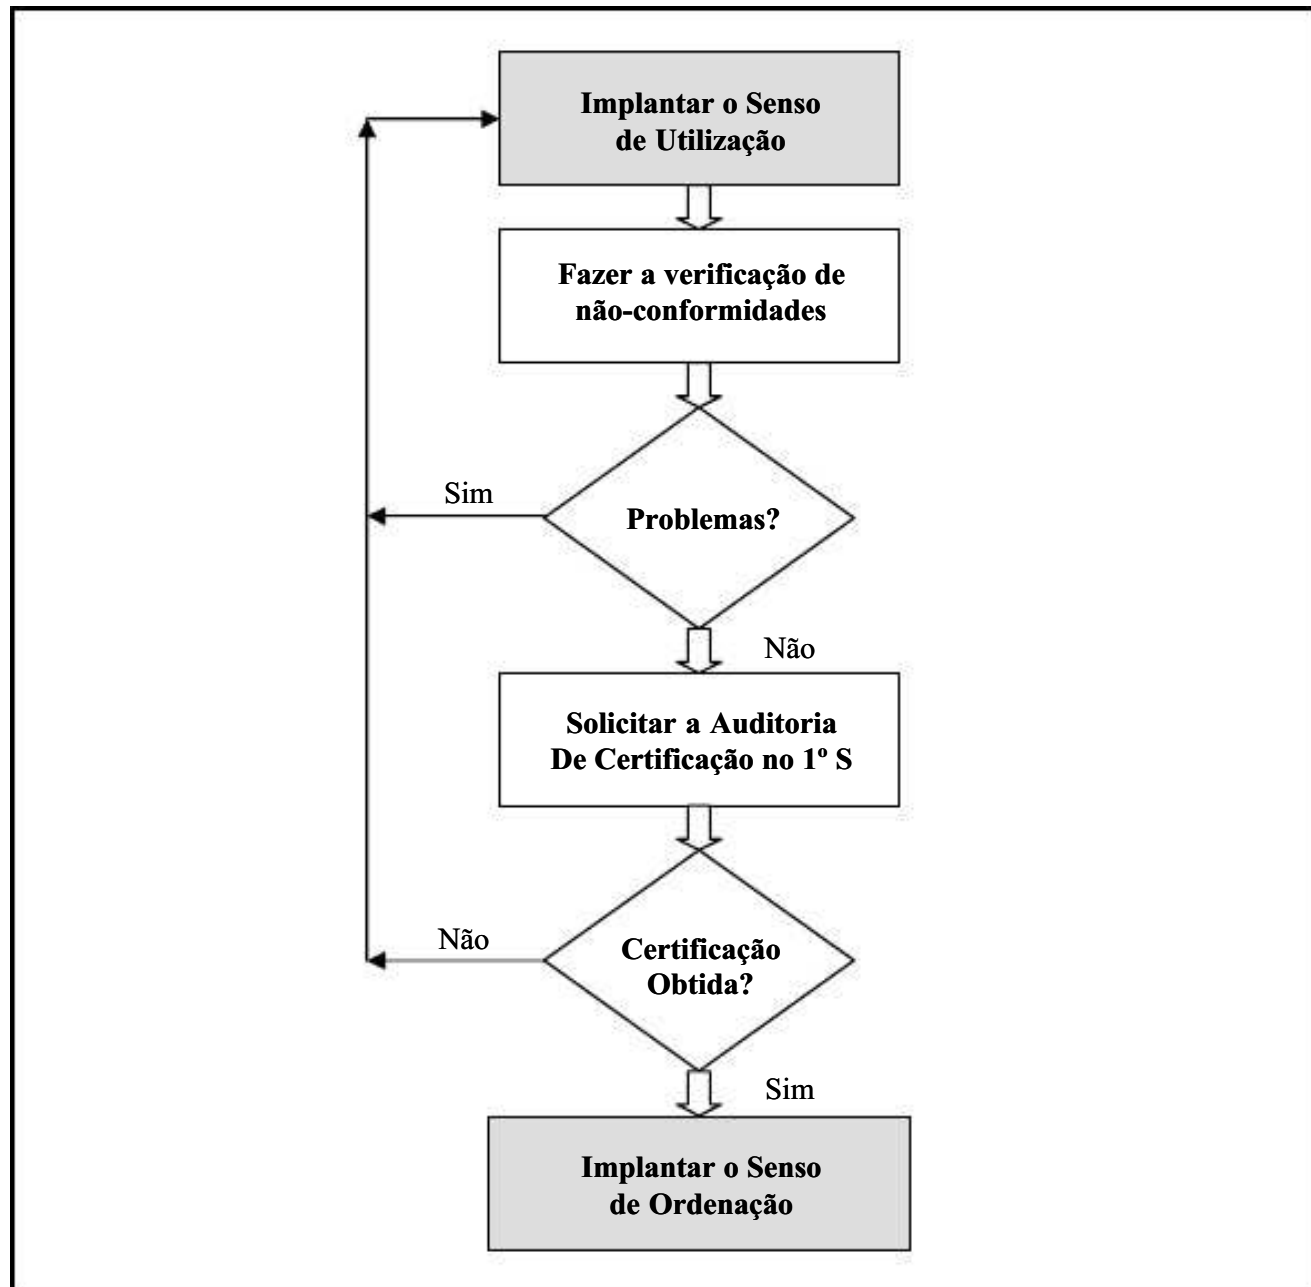 Implantar o Senso
de Utilização
Fazer a verificação de
não-conformidades
Sim
Problemas?
Não
Solicitar a Auditoria
De Certificação no 1º S
Não
Certificação
Obtida?
Sim
Implantar o Senso
de Ordenação